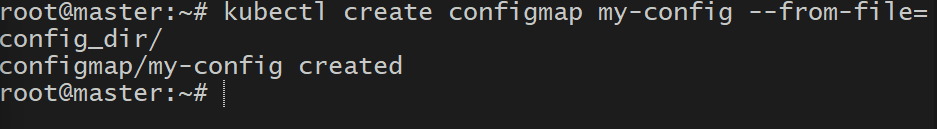 root@master:~# kubectl create configmap my-config --from-file=
config_dir/
configmap/my-config created
root@master:~#